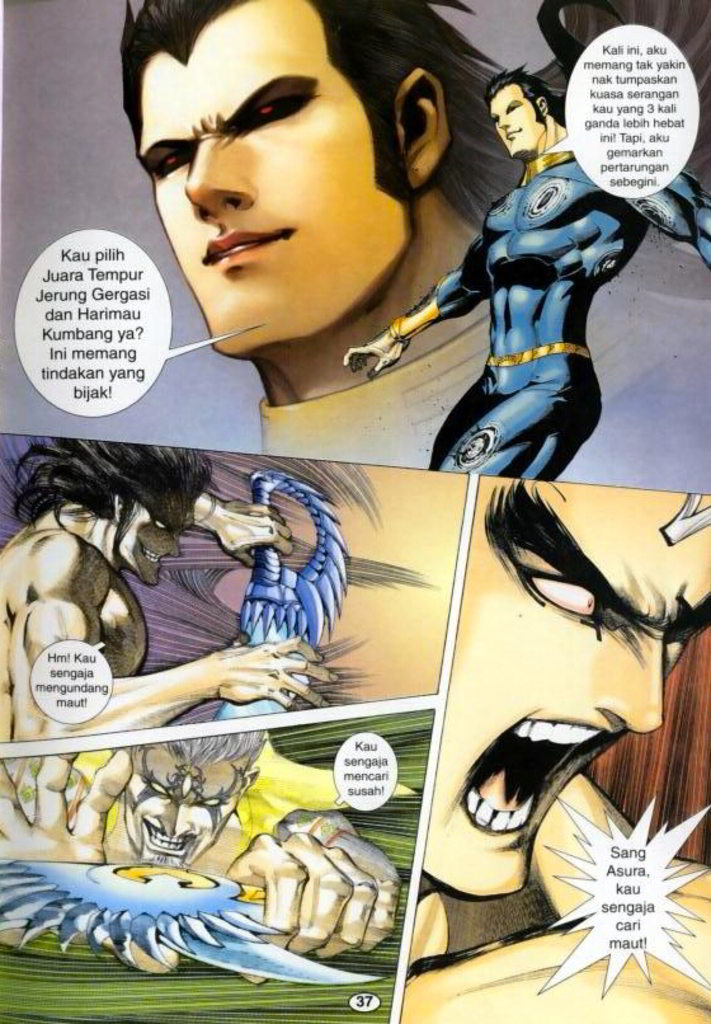 Kali ini, aku
memang tak yakin
nak tumpaskan
kuasa serangan
kau yang 3 kali
ganda lebih hebat
ini! Tapi, aku
gemarkan
pertarungan
sebegini.
Kau pilih
Juara Tempur
Jerung Gergasi
dan Harimau
Kumbang ya?
Ini memang
tindakan yang
bijak!
Hm! Kau
sengaja
mengundang
maut!
Kau
sengaja
mencari
susah!
Sang
Asura,
kau
sengaja
cari
maut!
37